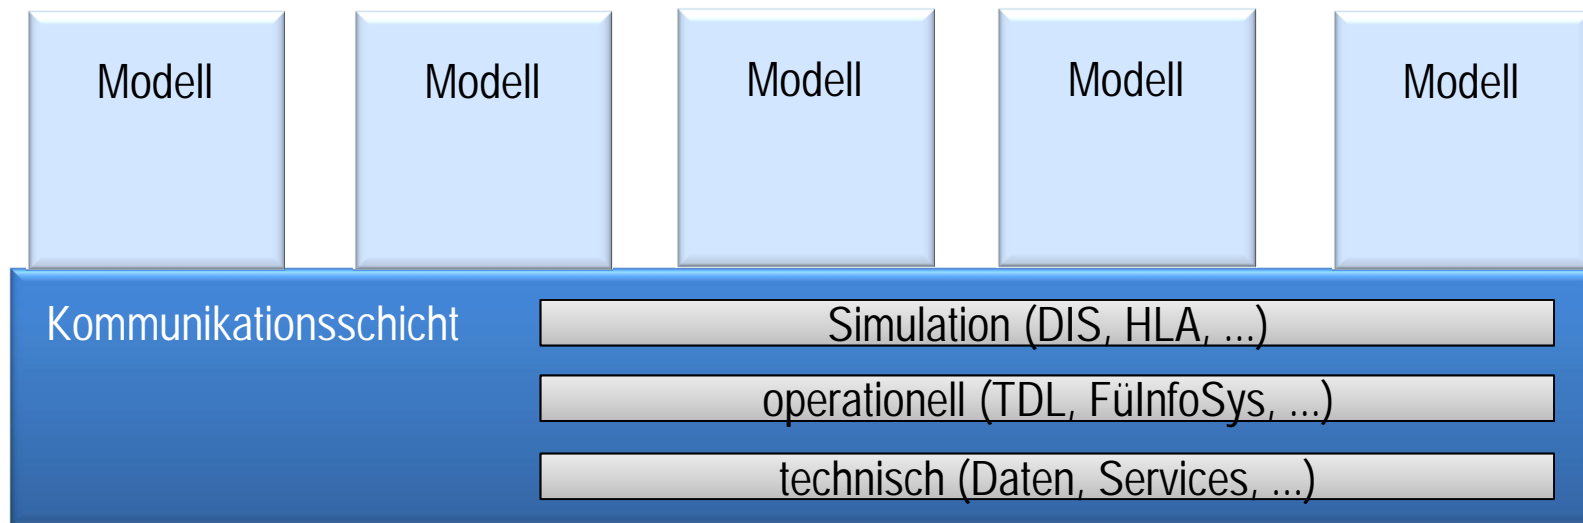 Modell
Modell
Modell
Modell
Modell
Kommunikationsschicht
Simulation (DIS, HLA, ...)
operationell (TDL, FüInfoSys, ...)
technisch (Daten, Services, ...)